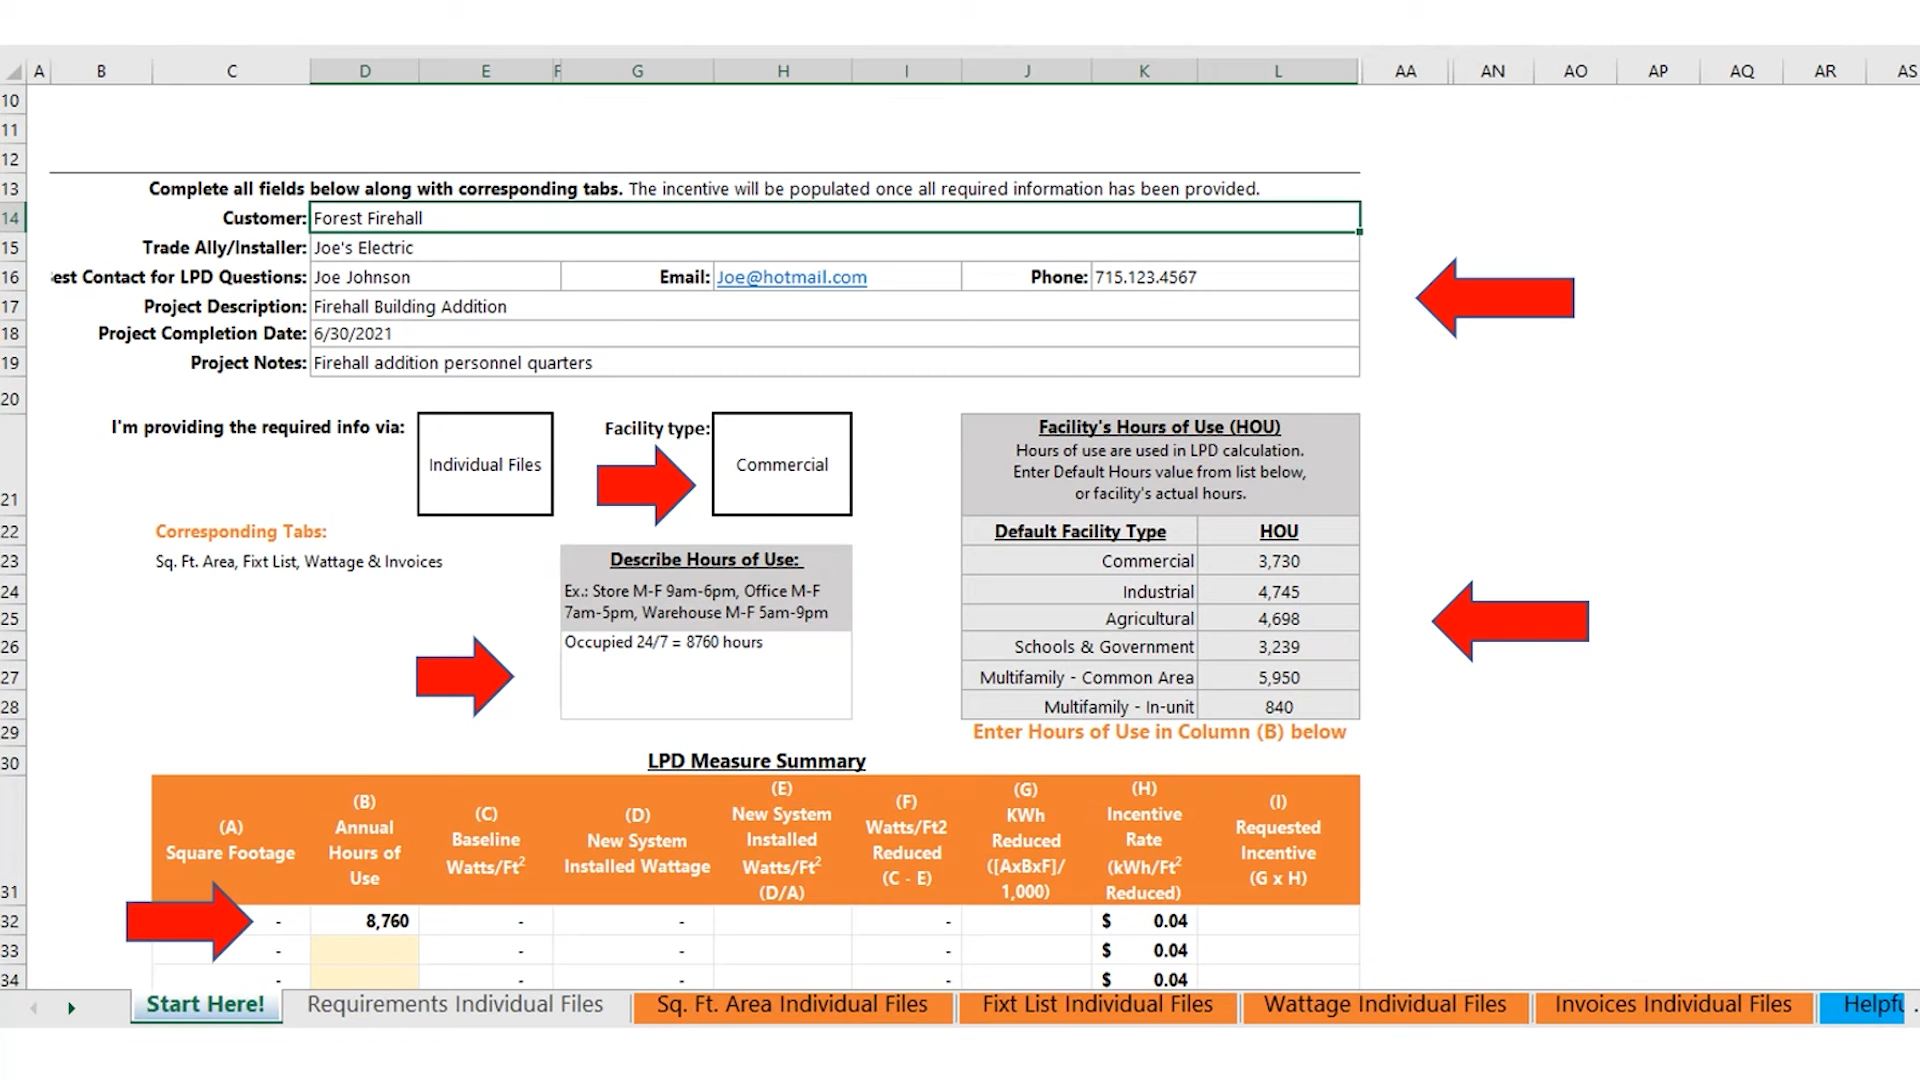 A B C D E F G H I J K L AA AN AO AP AQ AR AS
10
11
12
13 Complete all fields below along with corresponding tabs. The incentive will be populated once all required information has been provided.
14 Customer: Forest Firehall
15 Trade Ally/Installer: Joe's Electric
16 est Contact for LPD Questions: Joe Johnson Email: Joe@hotmail.com Phone: 715.123.4567
17 Project Description: Firehall Building Addition
18 Project Completion Date: 6/30/2021
19 Project Notes: Firehall addition personnel quarters
20
I'm providing the required info via: Individual Files
Facility type: Commercial
Facility's Hours of Use (HOU)
Hours of use are used in LPD calculation.
Enter Default Hours value from list below,
or facility's actual hours.
21
22 Corresponding Tabs: Default Facility Type HOU
23 Sq. Ft. Area, Fixt List, Wattage & Invoices Describe Hours of Use: Commercial 3,730
24 Ex.: Store M-F 9am-6pm, Office M-F Industrial 4,745
25 7am-5pm, Warehouse M-F 5am-9pm Agricultural 4,698
26 Occupied 24/7 = 8760 hours Schools & Government 3,239
27 Multifamily - Common Area 5,950
28 Multifamily - In-unit 840
29 Enter Hours of Use in Column (B) below
30 LPD Measure Summary
31
(A)
Square Footage
(B)
Annual
Hours of
Use
(C)
Baseline
Watts/Ft2
(D)
New System
Installed Wattage
(E)
New System
Installed
Watts/Ft2
(D/A)
(F)
Watts/Ft2
Reduced
(C - E)
(G)
KWh
Reduced
([AxBxF]/
1,000)
(H)
Incentive
Rate
(kWh/Ft2
Reduced)
(I)
Requested
Incentive
(G x H)
32 - 8,760 - - - $ 0.04
33 - - - - $ 0.04
34 - - - - $ 0.04
Start Here! Requirements Individual Files Sq. Ft. Area Individual Files Fixt List Individual Files Wattage Individual Files Invoices Individual Files Helpfu ...